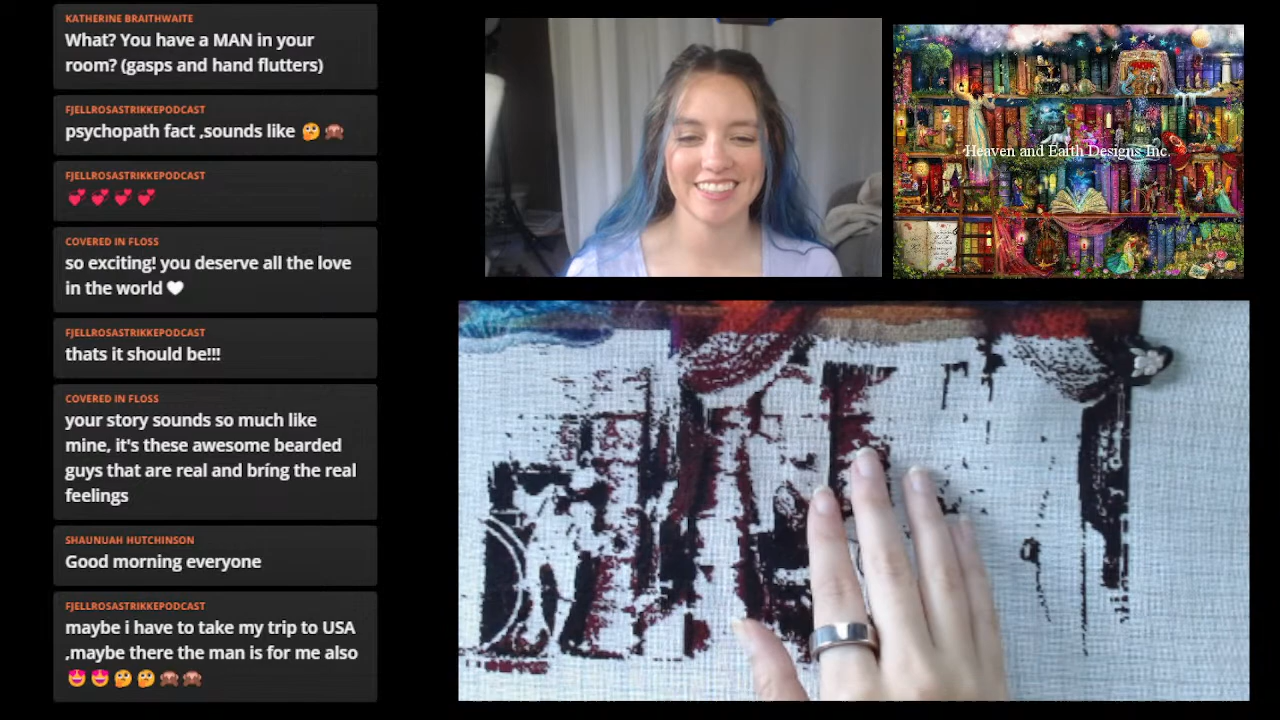 KATHERINE BRAITHWAITE
What? You have a MAN in your
room? (gasps and hand flutters)
FJELLROSASTRIKKEPODCAST
psychopath fact ,sounds like 🤔🙈
FJELLROSASTRIKKEPODCAST
💞💞💞💞
COVERED IN FLOSS
so exciting! you deserve all the love
in the world 🤍
FJELLROSASTRIKKEPODCAST
thats it should be!!!
COVERED IN FLOSS
your story sounds so much like
mine, it's these awesome bearded
guys that are real and bring the real
feelings
SHAUNUAH HUTCHINSON
Good morning everyone
FJELLROSASTRIKKEPODCAST
maybe i have to take my trip to USA
,maybe there the man is for me also
😍😍🤔🤔🙈🙈
Heaven and Earth Designs Inc.